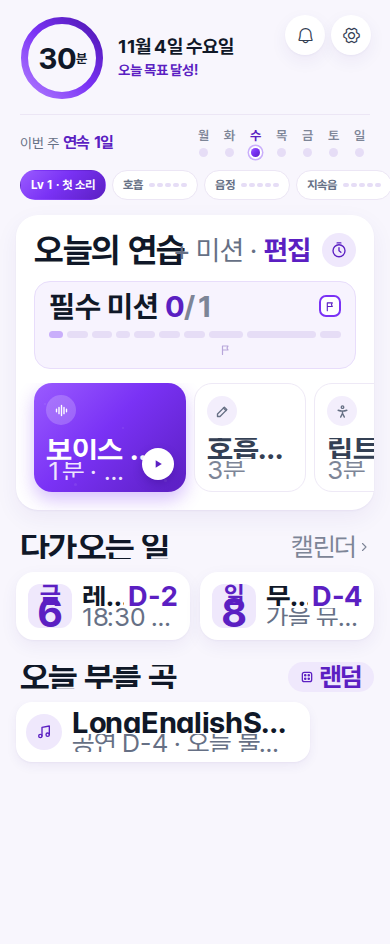 30분
11월 4일 수요일
오늘 목표 달성!
이번 주 연속 1일
월 화 수 목 금 토 일
Lv 1 · 첫 소리 호흡 음정 지속음
오늘의 연습 + 미션 · 편집
필수 미션 0/1
보이스 ...
1분 · ...
호흡...
3분
립트
3분
다가오는 일 캘린더 ›
금 6 레... D-2
18:30 ...
일 8 무... D-4
가을 뮤...
오늘 부를 곡 랜덤
LongEnglishS...
공연 D-4 · 오늘 불...